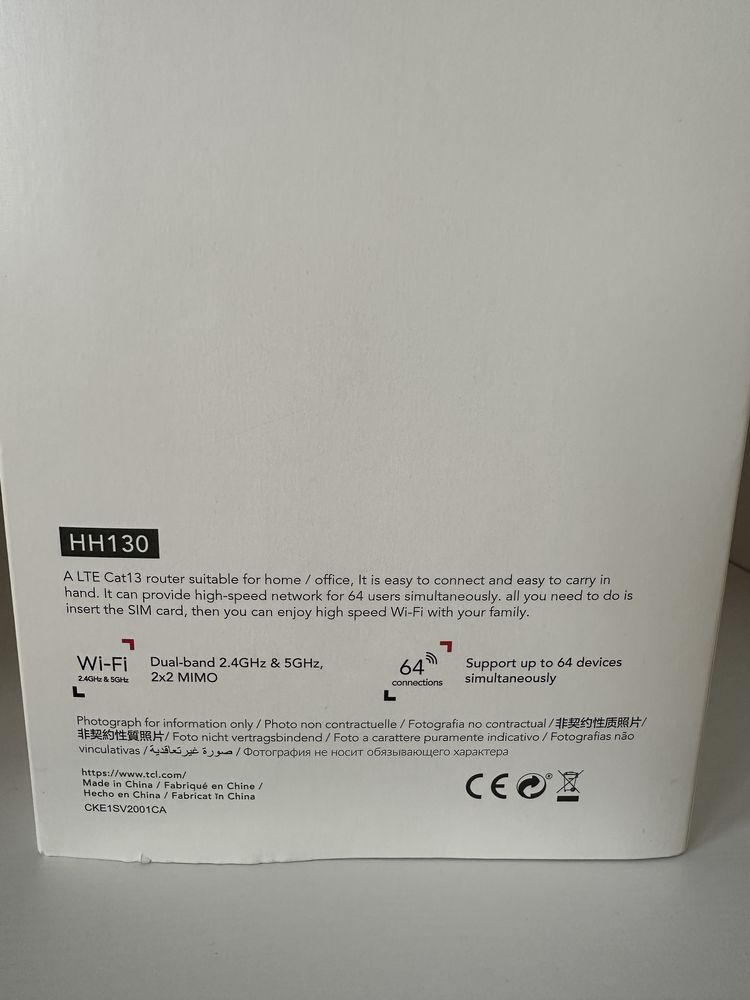 HH130
A LTE Cat13 router suitable for home / office, It is easy to connect and easy to carry in
hand. It can provide high-speed network for 64 users simultaneously. all you need to do is
insert the SIM card, then you can enjoy high speed Wi-Fi with your family.
Wi-Fi
2.4GHz & 5GHz
Dual-band 2.4GHz & 5GHz,
2x2 MIMO
64
connections
Support up to 64 devices
simultaneously
Photograph for information only / Photo non contractuelle / Fotografia no contractual / 非契约性质照片/
非契約性質照片/ Foto nicht vertragsbindend / Foto a carattere puramente indicativo / Fotografias não
vinculativas / صورة غير تعاقدية / Фотография не носит обязывающего характера
https://www.tcl.com/
Made in China / Fabriqué en Chine /
Hecho en China / Fabricat în China
CKE1SV2001CA
CE